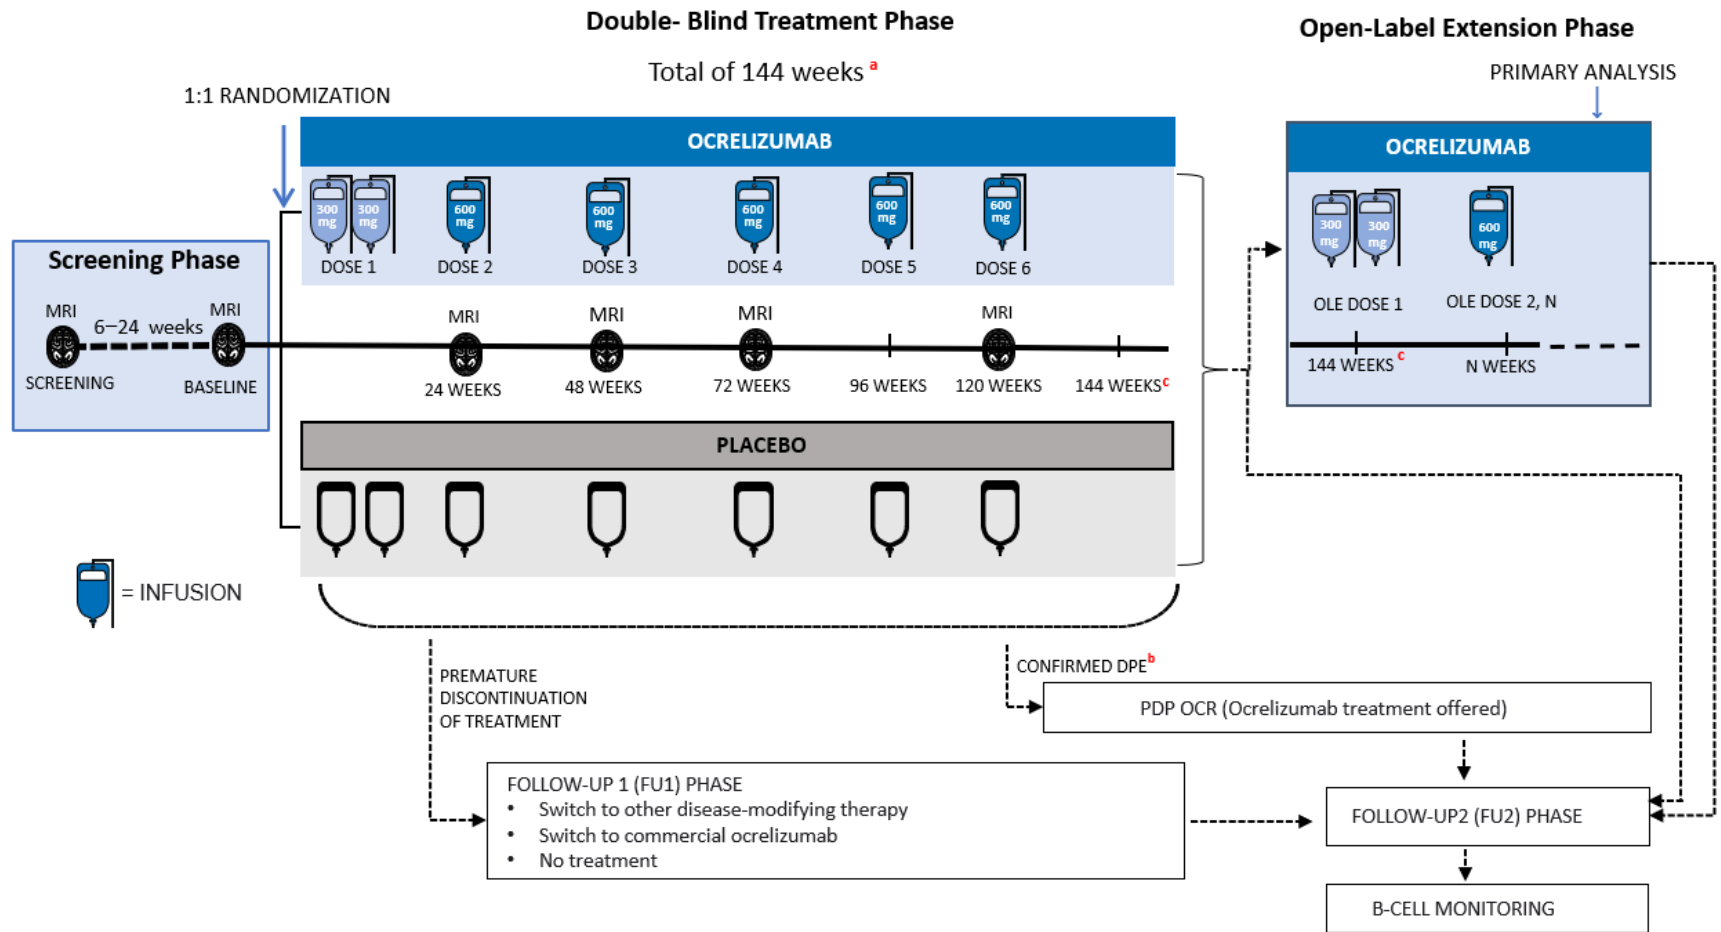 Double- Blind Treatment Phase
Total of 144 weeks a
Open-Label Extension Phase
PRIMARY ANALYSIS
1:1 RANDOMIZATION
OCRELIZUMAB
300 mg
300 mg
600 mg
600 mg
600 mg
600 mg
600 mg
DOSE 1
DOSE 2
DOSE 3
DOSE 4
DOSE 5
DOSE 6
OCRELIZUMAB
300 mg
300 mg
600 mg
OLE DOSE 1
OLE DOSE 2, N
144 WEEKS c
N WEEKS
Screening Phase
MRI
6–24 weeks
MRI
SCREENING
BASELINE
MRI
MRI
MRI
MRI
24 WEEKS
48 WEEKS
72 WEEKS
96 WEEKS
120 WEEKS
144 WEEKSc
PLACEBO
= INFUSION
PREMATURE
DISCONTINUATION
OF TREATMENT
CONFIRMED DPEb
PDP OCR (Ocrelizumab treatment offered)
FOLLOW-UP 1 (FU1) PHASE
• Switch to other disease-modifying therapy
• Switch to commercial ocrelizumab
• No treatment
FOLLOW-UP2 (FU2) PHASE
B-CELL MONITORING